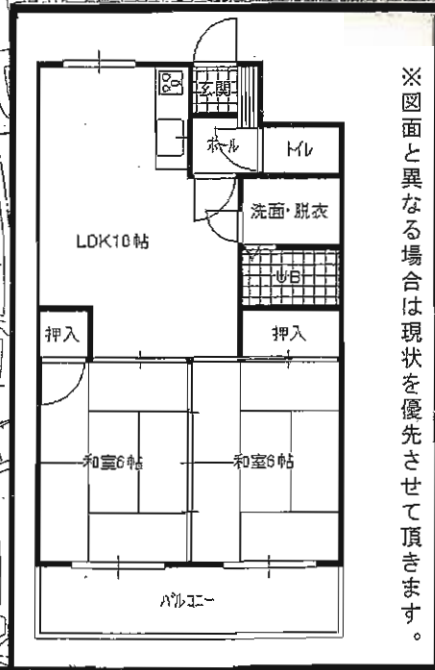 玄関
ホール
トイレ
洗面・脱衣
LDK10帖
UB
押入
押入
和室6帖
和室6帖
バルコニー
※図面と異なる場合は現状を優先させて頂きます。